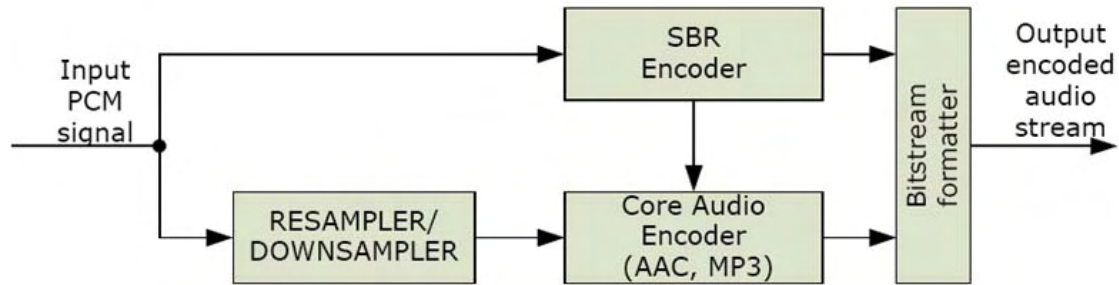 Input
PCM
signal
SBR
Encoder
RESAMPLER/
DOWNSAMPLER
Core Audio
Encoder
(AAC, MP3)
Bitstream
formatter
Output
encoded
audio
stream